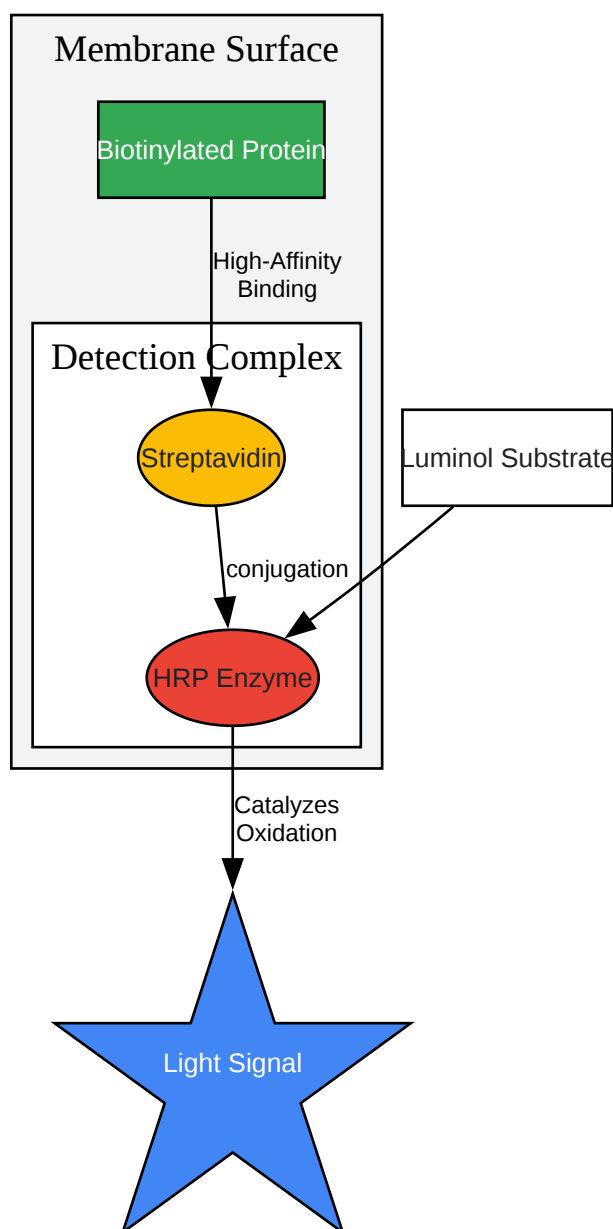 Membrane Surface
Biotinylated Protein
High-Affinity
Binding
Detection Complex
Streptavidin
Luminol Substrate
conjugation
HRP Enzyme
Catalyzes
Oxidation
Light Signal